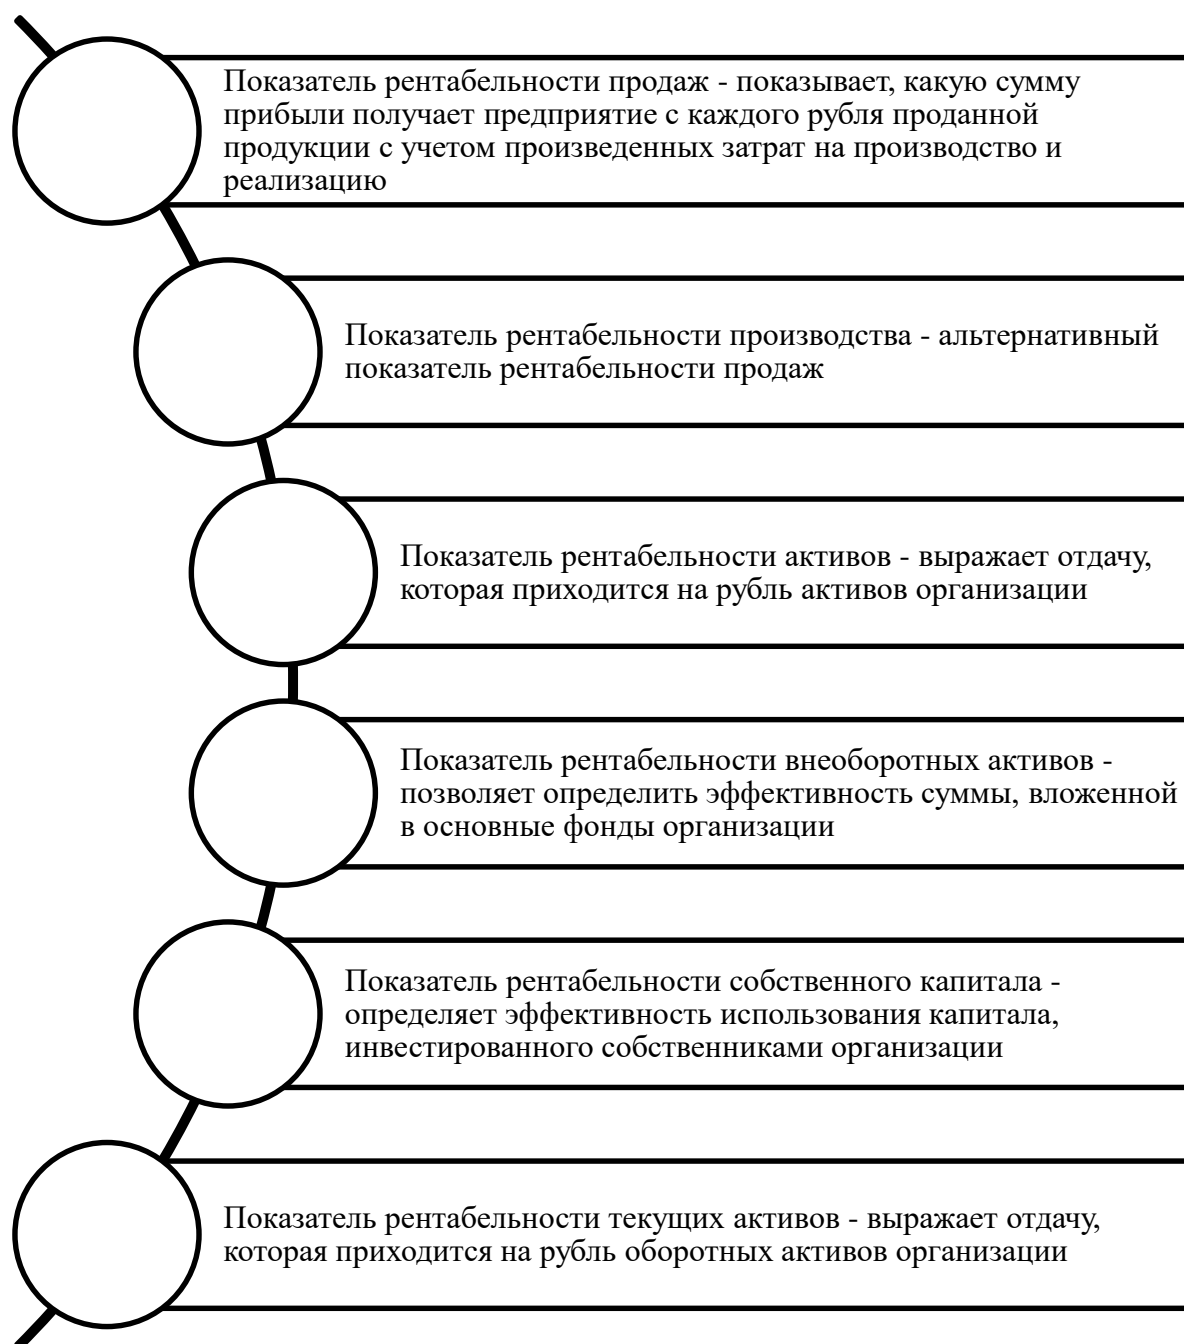 Показатель рентабельности продаж - показывает, какую сумму
прибыли получает предприятие с каждого рубля проданной
продукции с учетом произведенных затрат на производство и
реализацию
Показатель рентабельности производства - альтернативный
показатель рентабельности продаж
Показатель рентабельности активов - выражает отдачу,
которая приходится на рубль активов организации
Показатель рентабельности внеоборотных активов -
позволяет определить эффективность суммы, вложенной
в основные фонды организации
Показатель рентабельности собственного капитала -
определяет эффективность использования капитала,
инвестированного собственниками организации
Показатель рентабельности текущих активов - выражает отдачу,
которая приходится на рубль оборотных активов организации